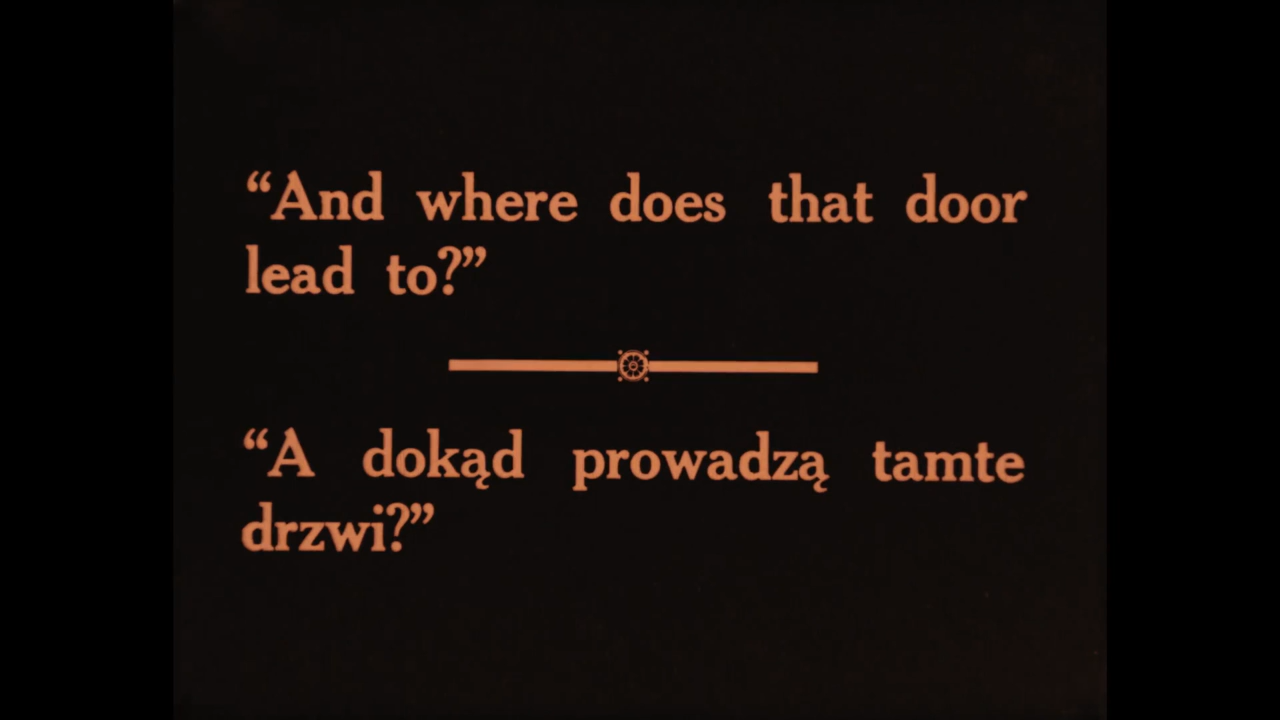 “And where does that door
lead to?”
“A dokąd prowadzą tamte
drzwi?”